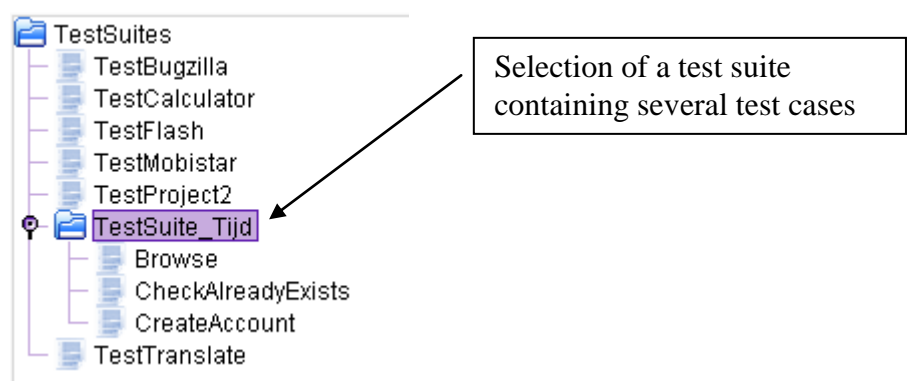 TestSuites
TestBugzilla
TestCalculator
TestFlash
TestMobistar
TestProject2
TestSuite_Tijd
Browse
CheckAlreadyExists
CreateAccount
TestTranslate
Selection of a test suite
containing several test cases